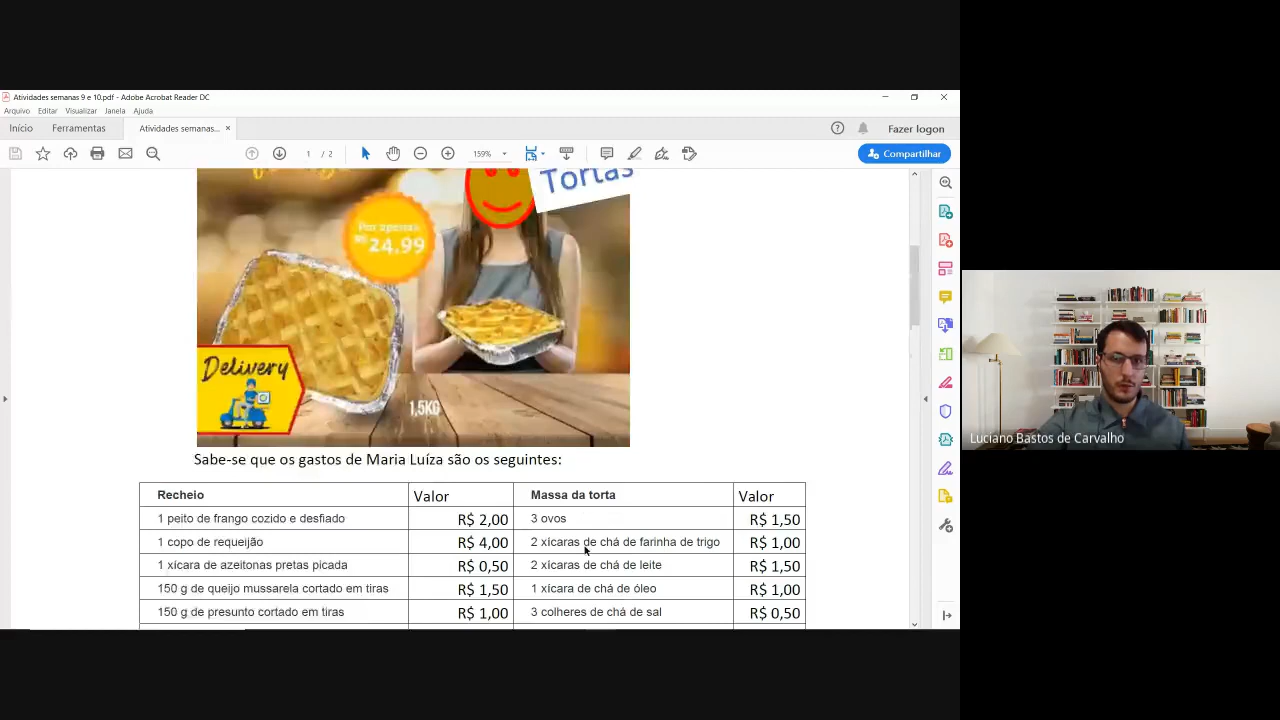 Atividades semanas 9 e 10.pdf - Adobe Acrobat Reader DC
Arquivo Editar Visualizar Janela Ajuda
Início Ferramentas Atividades semanas... × Fazer logon
1 / 2 159% Compartilhar
Tortas
Por apenas
R$ 24,99
Delivery
1,5KG
Sabe-se que os gastos de Maria Luíza são os seguintes:
Recheio Valor Massa da torta Valor
1 peito de frango cozido e desfiado R$ 2,00 3 ovos R$ 1,50
1 copo de requeijão R$ 4,00 2 xícaras de chá de farinha de trigo R$ 1,00
1 xícara de azeitonas pretas picada R$ 0,50 2 xícaras de chá de leite R$ 1,50
150 g de queijo mussarela cortado em tiras R$ 1,50 1 xícara de chá de óleo R$ 1,00
150 g de presunto cortado em tiras R$ 1,00 3 colheres de chá de sal R$ 0,50
Luciano Bastos de Carvalho